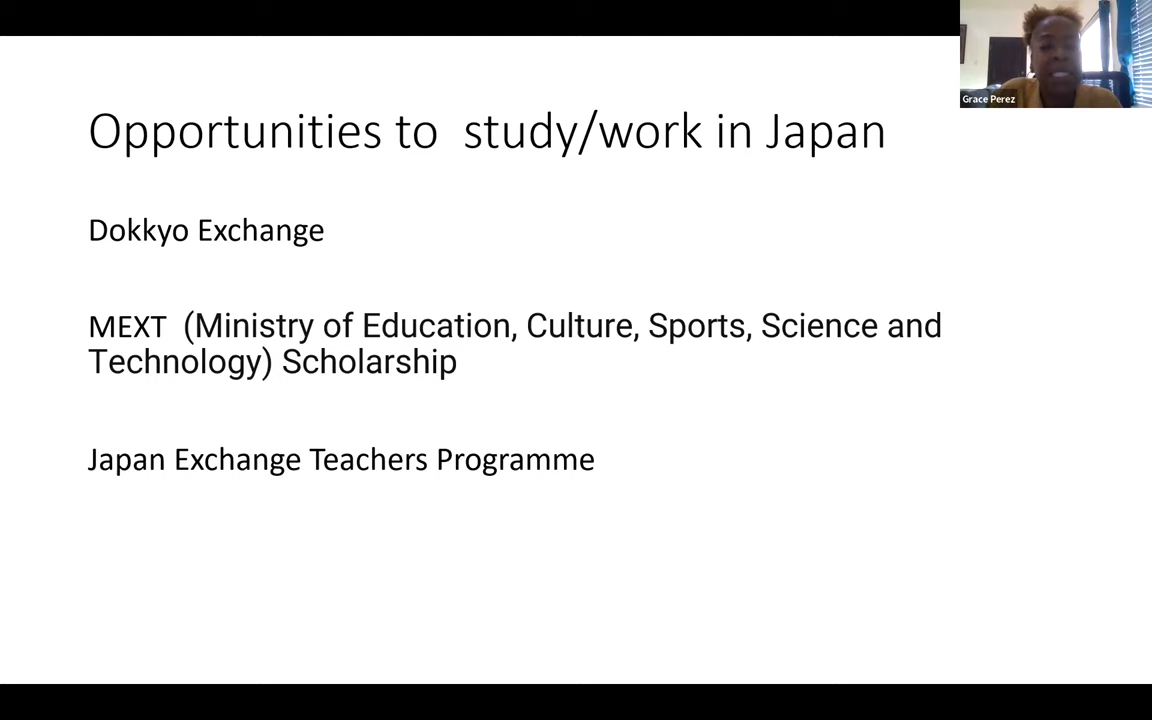 Grace Perez
Opportunities to study/work in Japan
Dokkyo Exchange
MEXT (Ministry of Education, Culture, Sports, Science and
Technology) Scholarship
Japan Exchange Teachers Programme